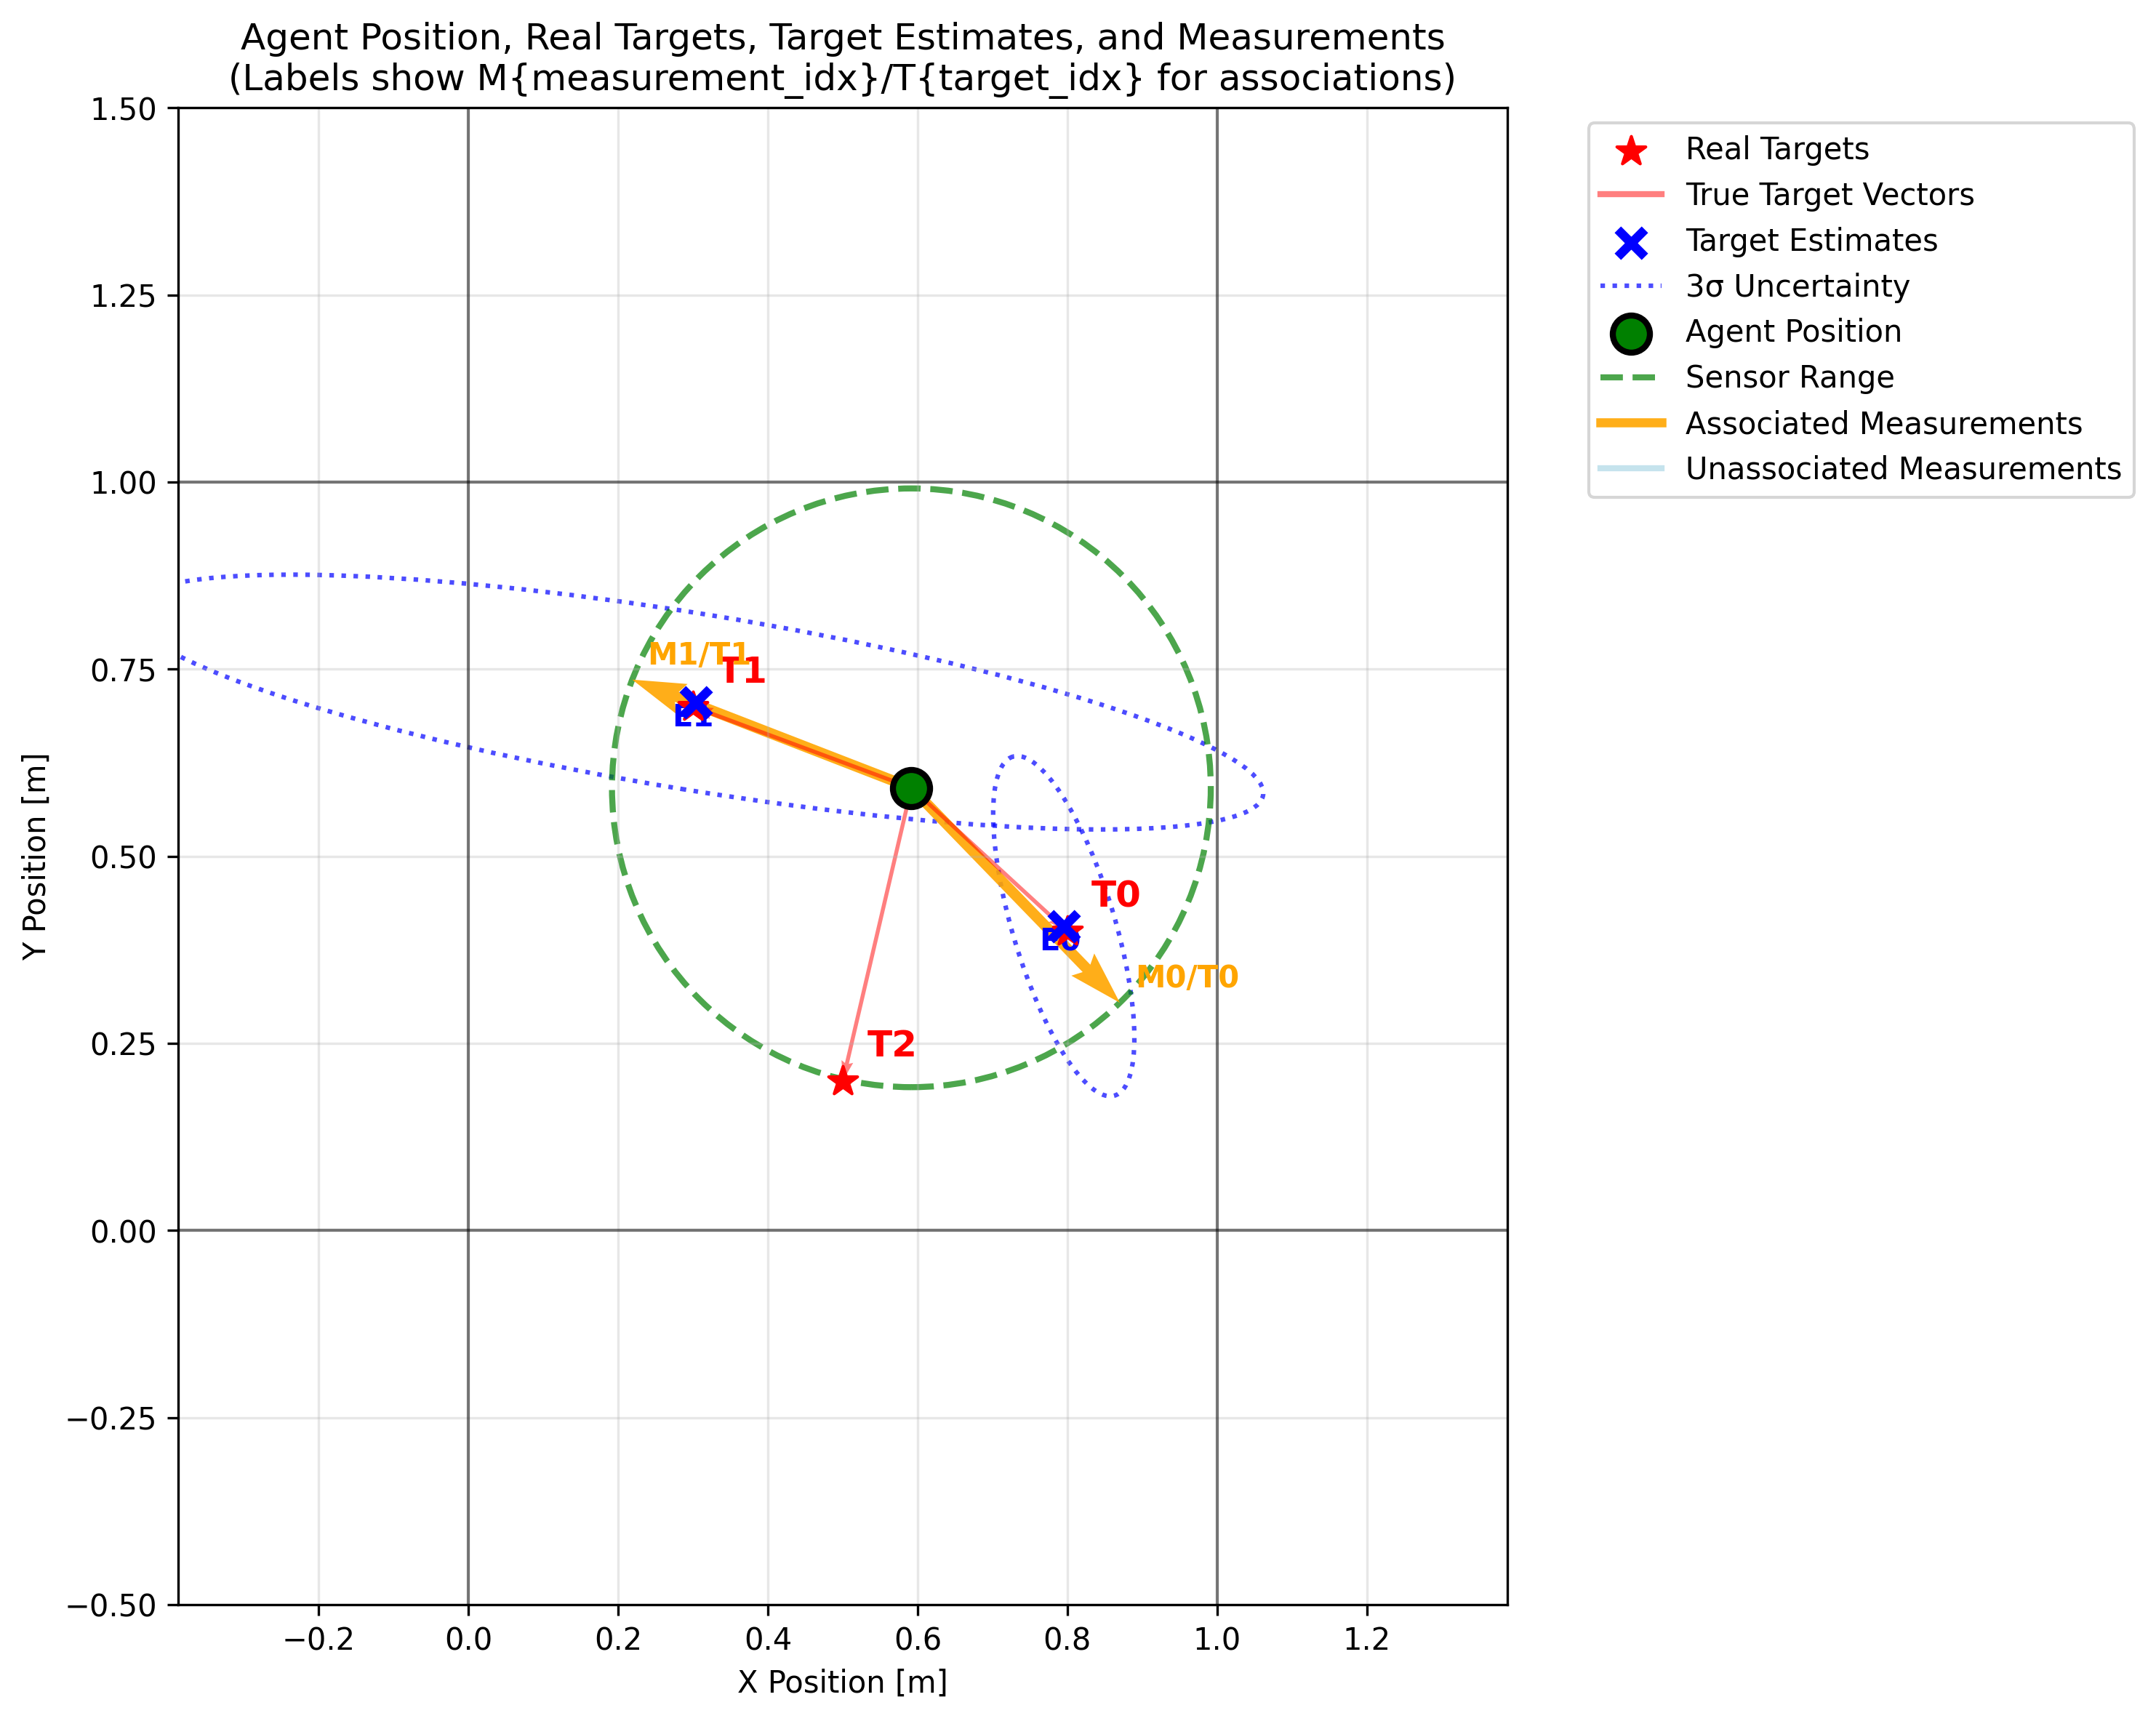 Agent Position, Real Targets, Target Estimates, and Measurements
(Labels show M{measurement_idx}/T{target_idx} for associations)
1.50
1.25
1.00
0.75
0.50
0.25
0.00
−0.25
−0.50
Y Position [m]
M1/T1
T1
E1
T0
E0
M0/T0
T2
−0.2
0.0
0.2
0.4
0.6
0.8
1.0
1.2
X Position [m]
Real Targets
True Target Vectors
Target Estimates
3σ Uncertainty
Agent Position
Sensor Range
Associated Measurements
Unassociated Measurements